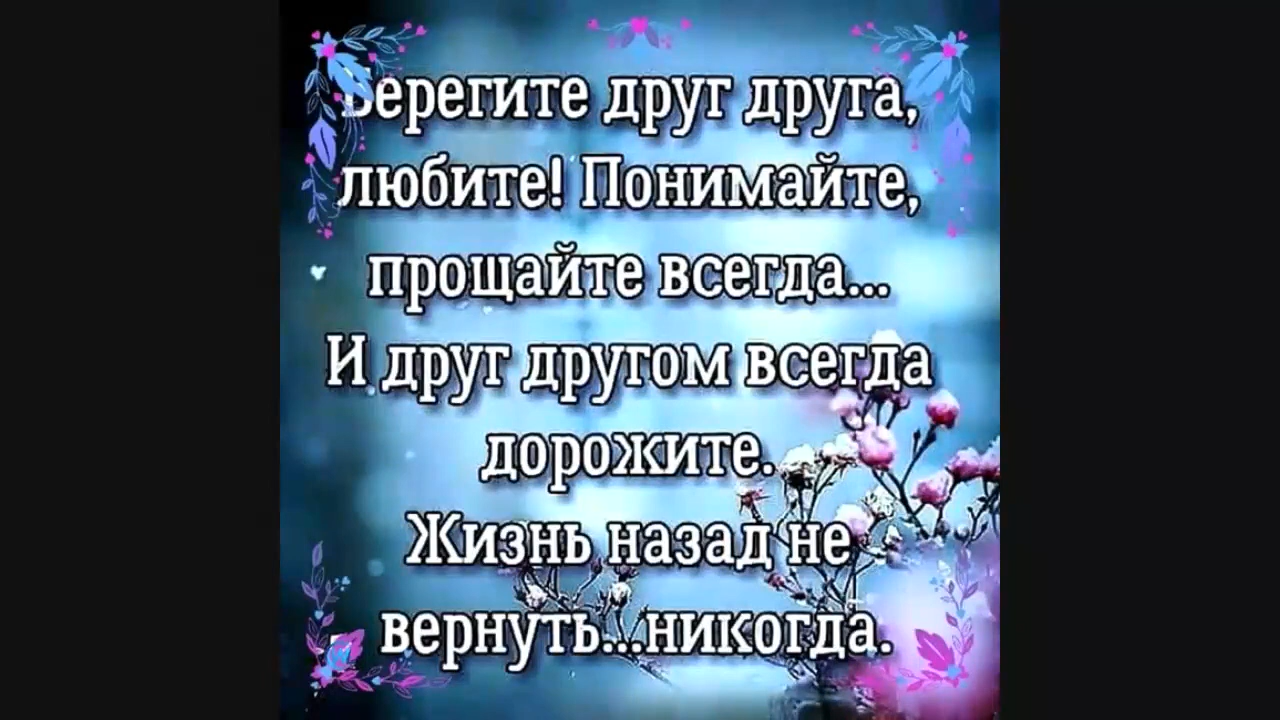 Берегите друг друга,
любите! Понимайте,
прощайте всегда...
И друг другом всегда
дорожите.
Жизнь назад не
вернуть...никогда.